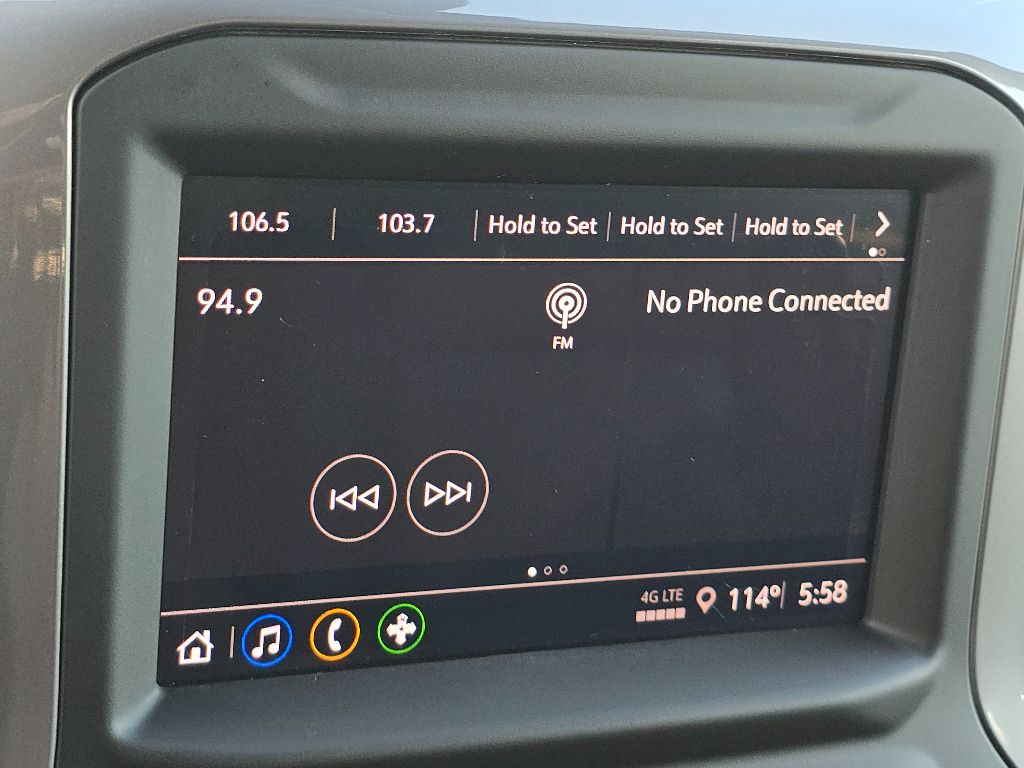 106.5 103.7 Hold to Set Hold to Set Hold to Set
94.9 No Phone Connected
FM
4G LTE 114° 5:58